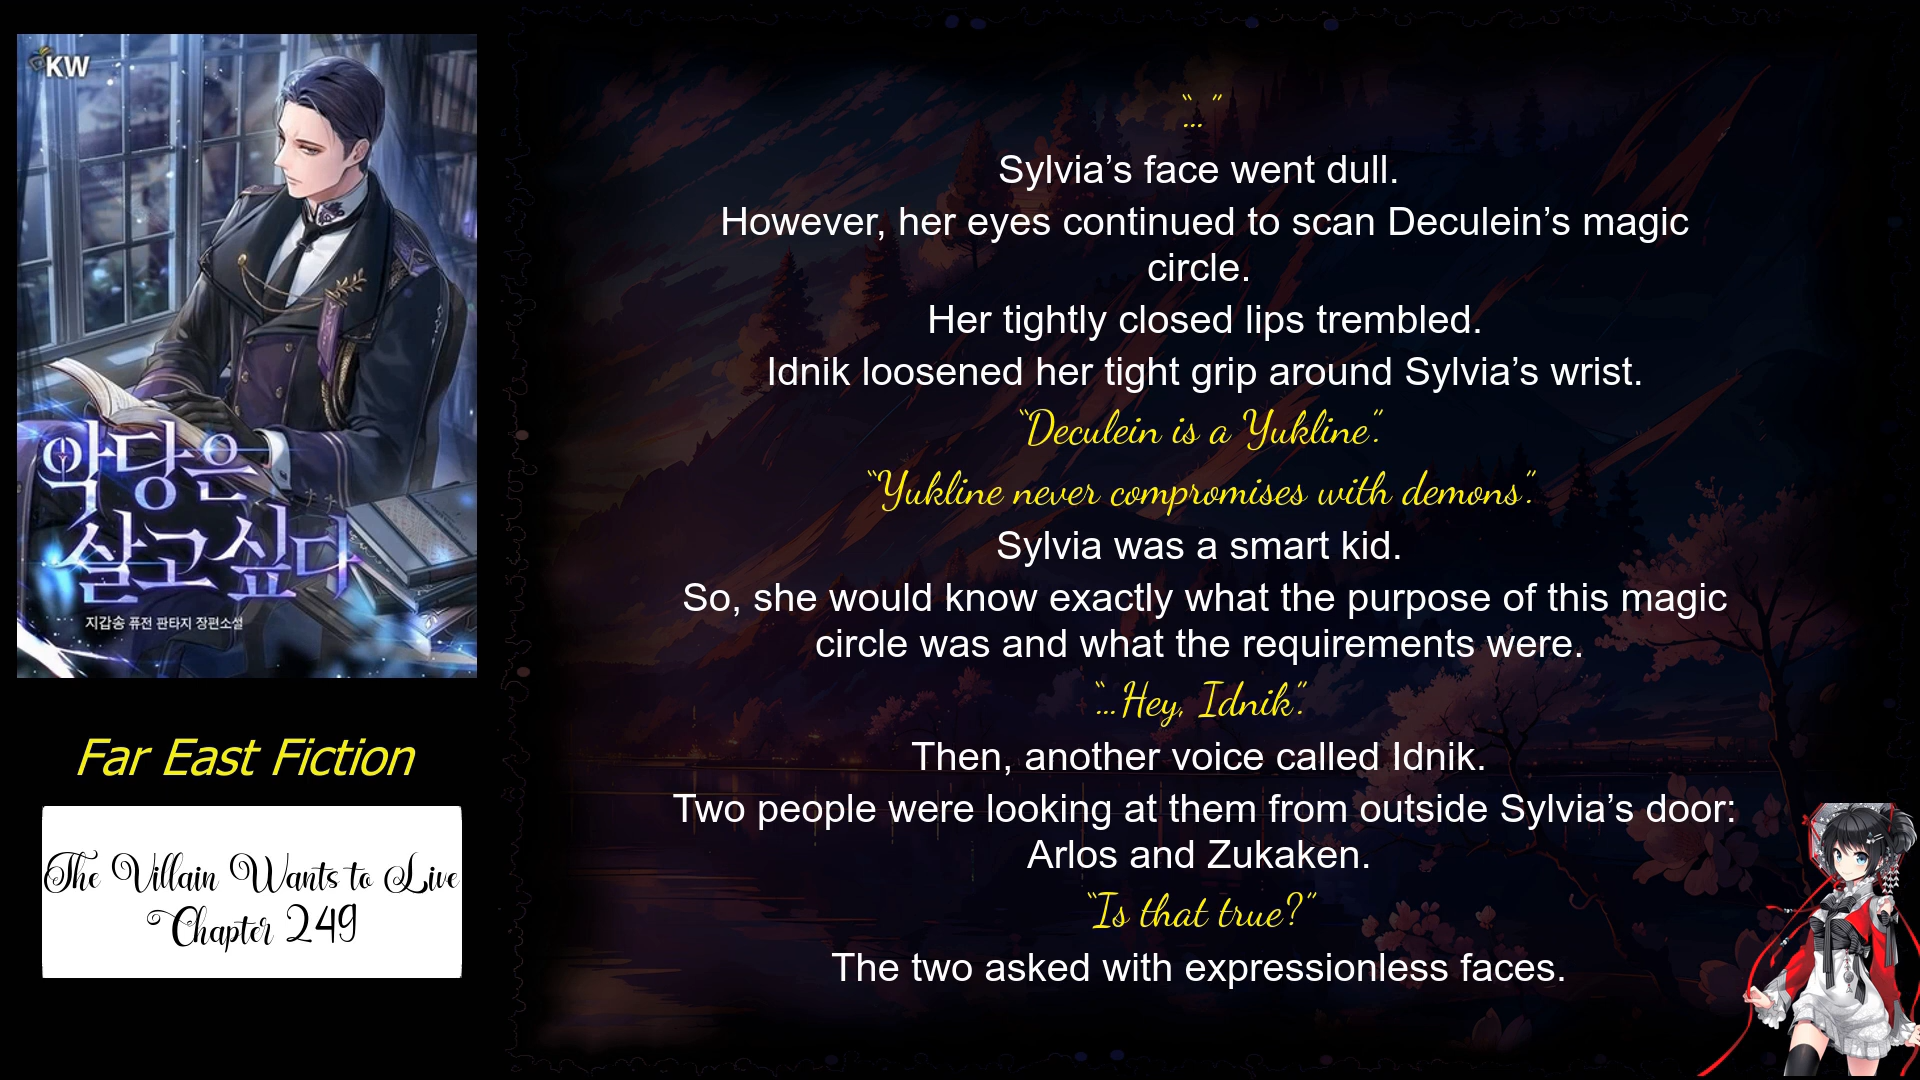 KW
악당은
살고싶다
지갑송 퓨전 판타지 장편소설
Far East Fiction
The Villain Wants to Live
Chapter 249
“…”
Sylvia’s face went dull.
However, her eyes continued to scan Deculein’s magic
circle.
Her tightly closed lips trembled.
Idnik loosened her tight grip around Sylvia’s wrist.
“Deculein is a Yukline”.
“Yukline never compromises with demons”.
Sylvia was a smart kid.
So, she would know exactly what the purpose of this magic
circle was and what the requirements were.
“…Hey, Idnik”.
Then, another voice called Idnik.
Two people were looking at them from outside Sylvia’s door:
Arlos and Zukaken.
“Is that true?”
The two asked with expressionless faces.